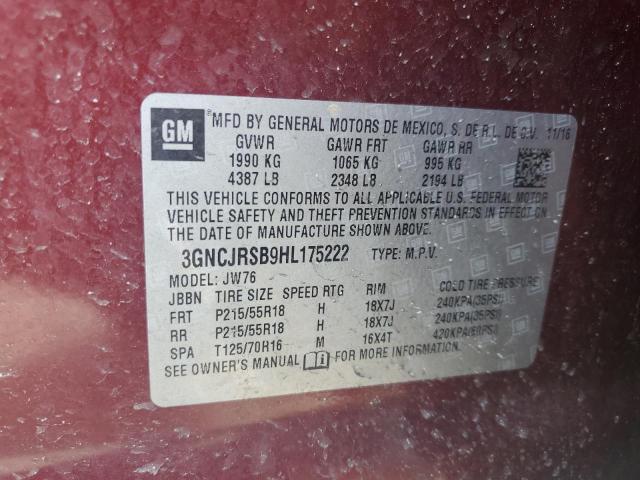 GM
® MFD BY GENERAL MOTORS DE MEXICO, S. DE R.L. DE C.V. 11/16
GVWR GAWR FRT GAWR RR
1990 KG 1065 KG 995 KG
4387 LB 2348 LB 2194 LB
THIS VEHICLE CONFORMS TO ALL APPLICABLE U.S. FEDERAL MOTOR
VEHICLE SAFETY AND THEFT PREVENTION STANDARDS IN EFFECT ON
THE DATE OF MANUFACTURE SHOWN ABOVE.
3GNCJRSB9HL175222 TYPE: M.P.V.
MODEL: JW76
JBBN TIRE SIZE SPEED RTG RIM COLD TIRE PRESSURE
FRT P215/55R18 H 18X7J 240KPA(35PSI)
RR P215/55R18 H 18X7J 240KPA(35PSI)
SPA T125/70R16 M 16X4T 420KPA(60PSI)
SEE OWNER'S MANUAL FOR MORE INFORMATION.